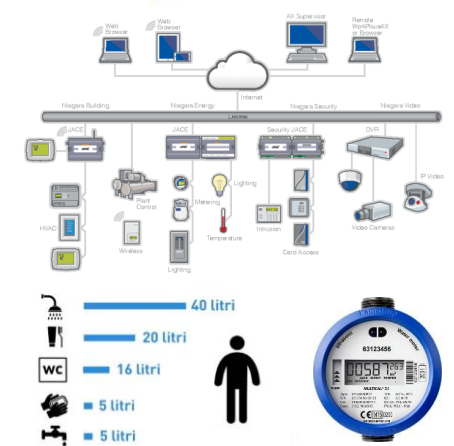 Web
Browser
Web
Browser
AX Supervisor
Remote
WorkPlaceAX
or Browser
Internet
Niagara Building
Niagara Energy
Niagara Security
Niagara Video
JACE
JACE
Security JACE
DVR
Plant
Control
Metering
Lighting
IP Video
HVAC
Wireless
Temperature
Intrusion
Video Cameras
Lighting
Card Access
40 litri
20 litri
WC
16 litri
5 litri
5 litri
Water meter
63123456
00587